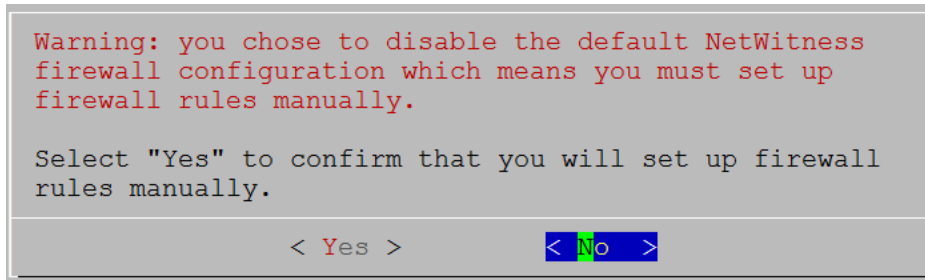 Warning: you chose to disable the default NetWitness
firewall configuration which means you must set up
firewall rules manually.
Select "Yes" to confirm that you will set up firewall
rules manually.
< Yes > < No >